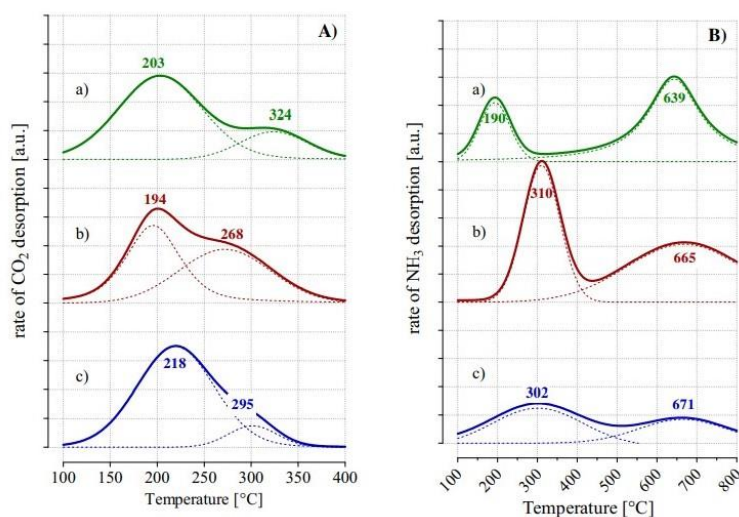 A)
203
a)
324
194
b)
268
218
c)
295
rate of CO2 desorption [a.u.]
100 150 200 250 300 350 400
Temperature [°C]
B)
a)
190
639
310
b)
665
302
c)
671
rate of NH3 desorption [a.u.]
100 200 300 400 500 600 700 800
Temperature [°C]